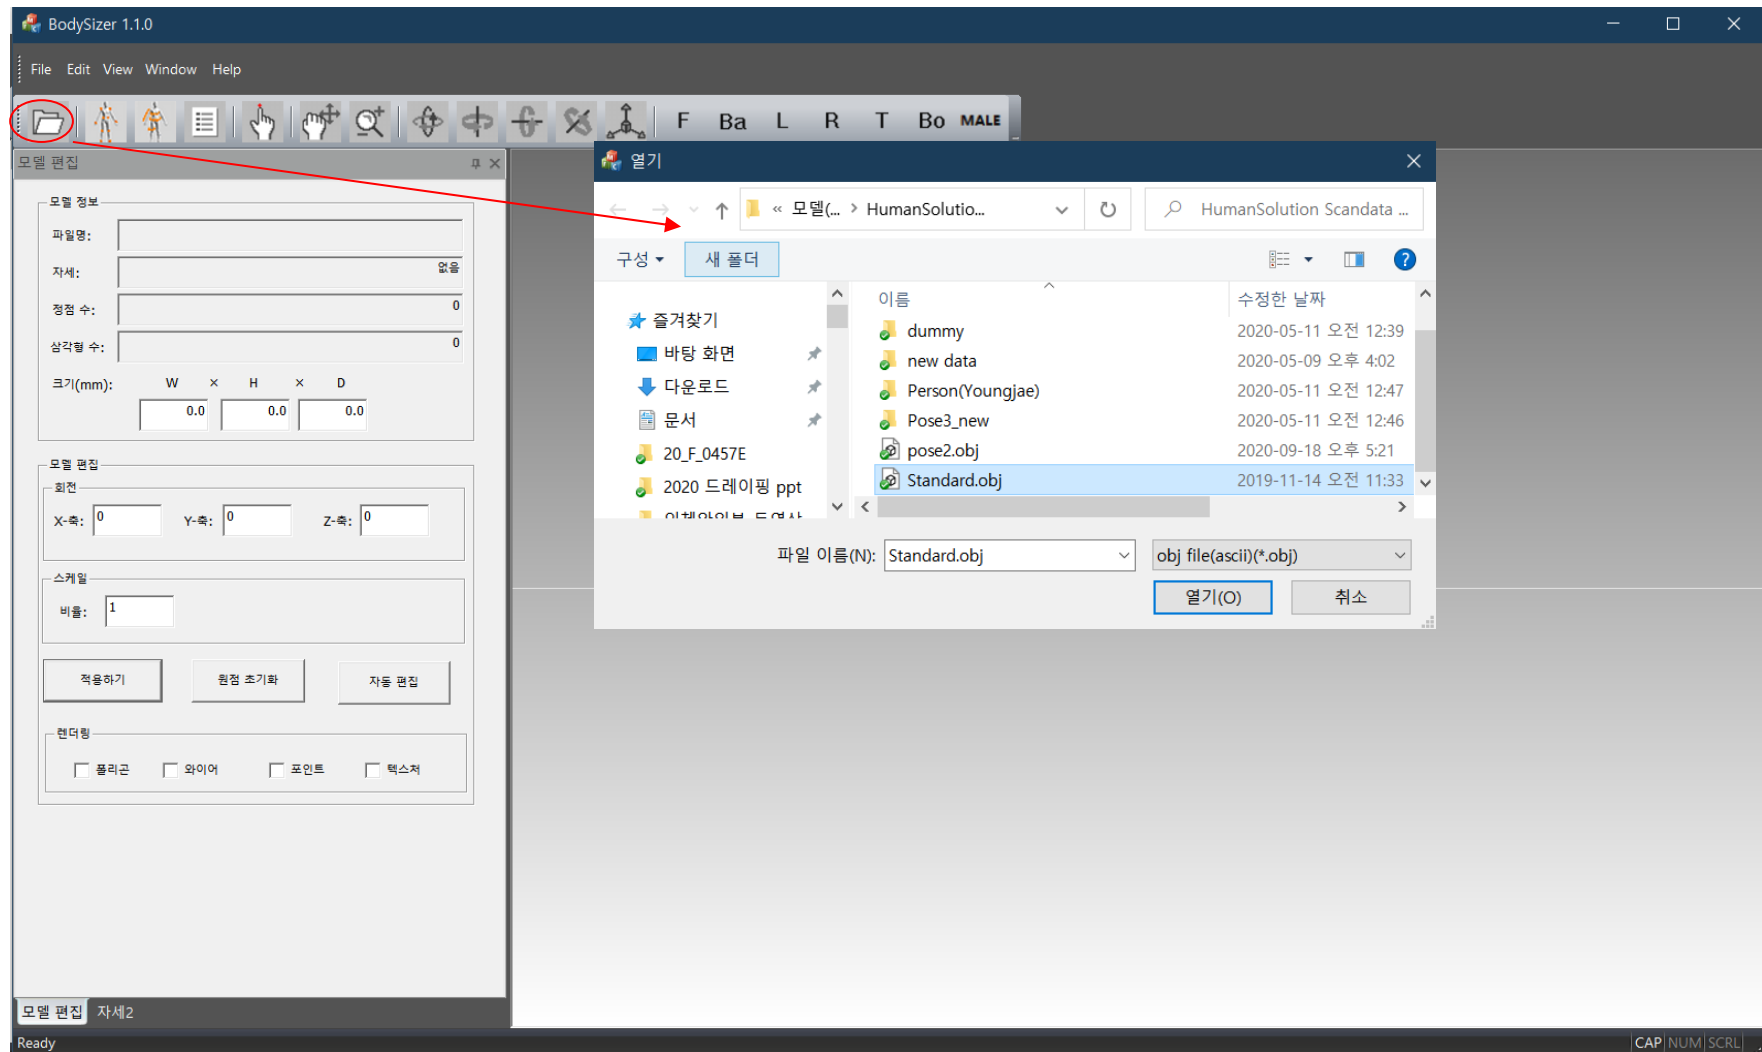 BodySizer 1.1.0
File Edit View Window Help
F Ba L R T Bo MALE
모델 편집
모델 정보
파일명:
자세: 없음
정점 수: 0
삼각형 수: 0
크기(mm): W × H × D
0.0 0.0 0.0
모델 편집
회전
X-축: 0 Y-축: 0 Z-축: 0
스케일
비율: 1
적용하기 원점 초기화 자동 편집
렌더링
폴리곤 와이어 포인트 텍스처
모델 편집 자세2
Ready
CAP NUM SCRL
열기
« 모델(... > HumanSolutio...
HumanSolution Scandata ...
구성 새 폴더
즐겨찾기
바탕 화면
다운로드
문서
20_F_0457E
2020 드레이핑 ppt
이름 수정한 날짜
dummy 2020-05-11 오전 12:39
new data 2020-05-09 오후 4:02
Person(Youngjae) 2020-05-11 오전 12:47
Pose3_new 2020-05-11 오전 12:46
pose2.obj 2020-09-18 오후 5:21
Standard.obj 2019-11-14 오전 11:33
파일 이름(N): Standard.obj obj file(ascii)(*.obj)
열기(O) 취소